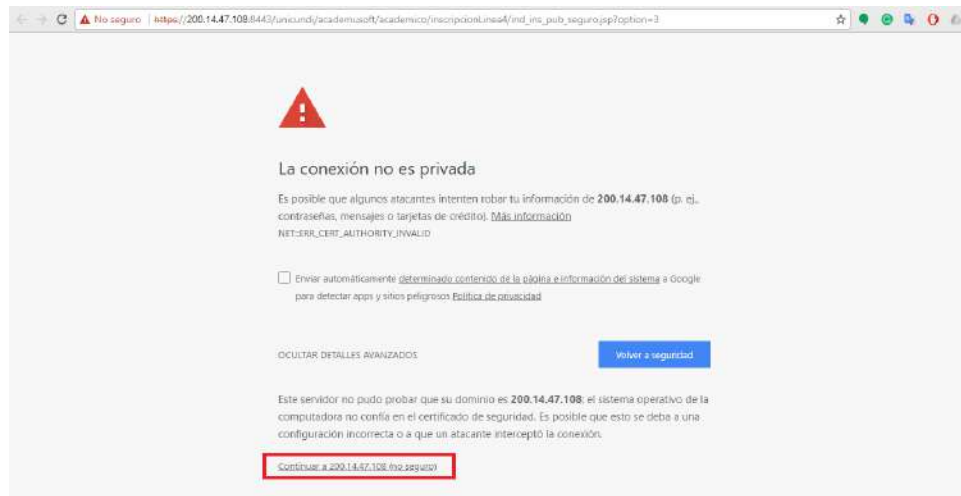 No seguro | https://200.14.47.108:8443/unicundi/academusoft/academico/inscripcionLinea4/ind_ins_pub_seguro.jsp?option=3
La conexión no es privada
Es posible que algunos atacantes intenten robar tu información de 200.14.47.108 (p. ej.,
contraseñas, mensajes o tarjetas de crédito). Más información
NET::ERR_CERT_AUTHORITY_INVALID
Enviar automáticamente determinado contenido de la página e información del sistema a Google
para detectar apps y sitios peligrosos Política de privacidad
OCULTAR DETALLES AVANZADOS
Volver a seguridad
Este servidor no pudo probar que su dominio es 200.14.47.108; el sistema operativo de la
computadora no confía en el certificado de seguridad. Es posible que esto se deba a una
configuración incorrecta o a que un atacante interceptó la conexión.
Continuar a 200.14.47.108 (no seguro)